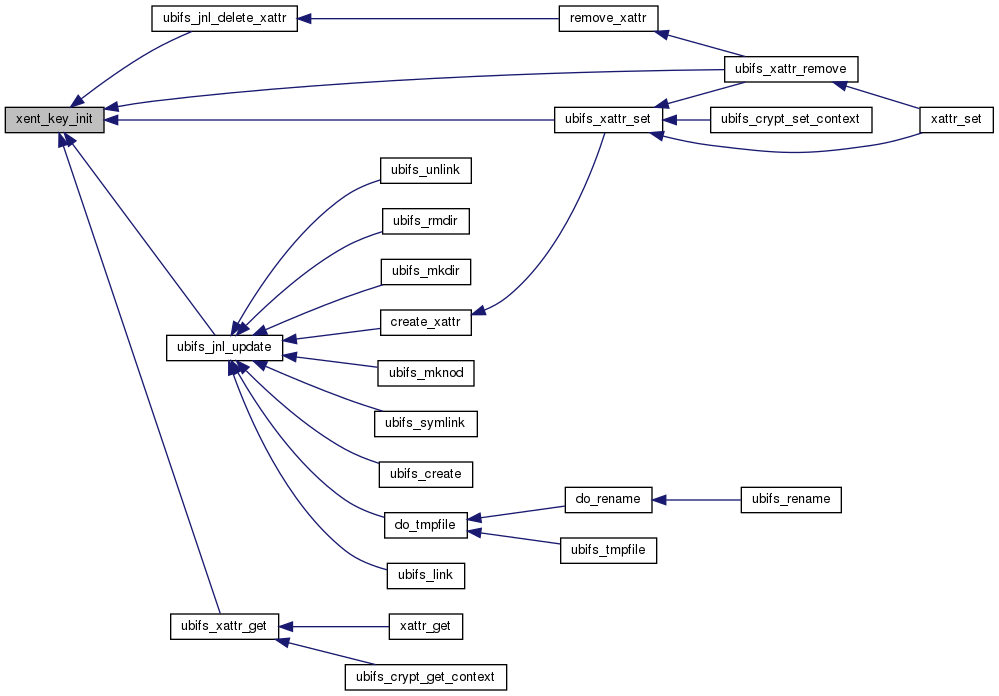 ubifs_jnl_delete_xattr
remove_xattr
ubifs_xattr_remove
xent_key_init
ubifs_xattr_set
ubifs_crypt_set_context
xattr_set
ubifs_unlink
ubifs_rmdir
ubifs_mkdir
create_xattr
ubifs_jnl_update
ubifs_mknod
ubifs_symlink
ubifs_create
do_rename
ubifs_rename
do_tmpfile
ubifs_tmpfile
ubifs_link
ubifs_xattr_get
xattr_get
ubifs_crypt_get_context